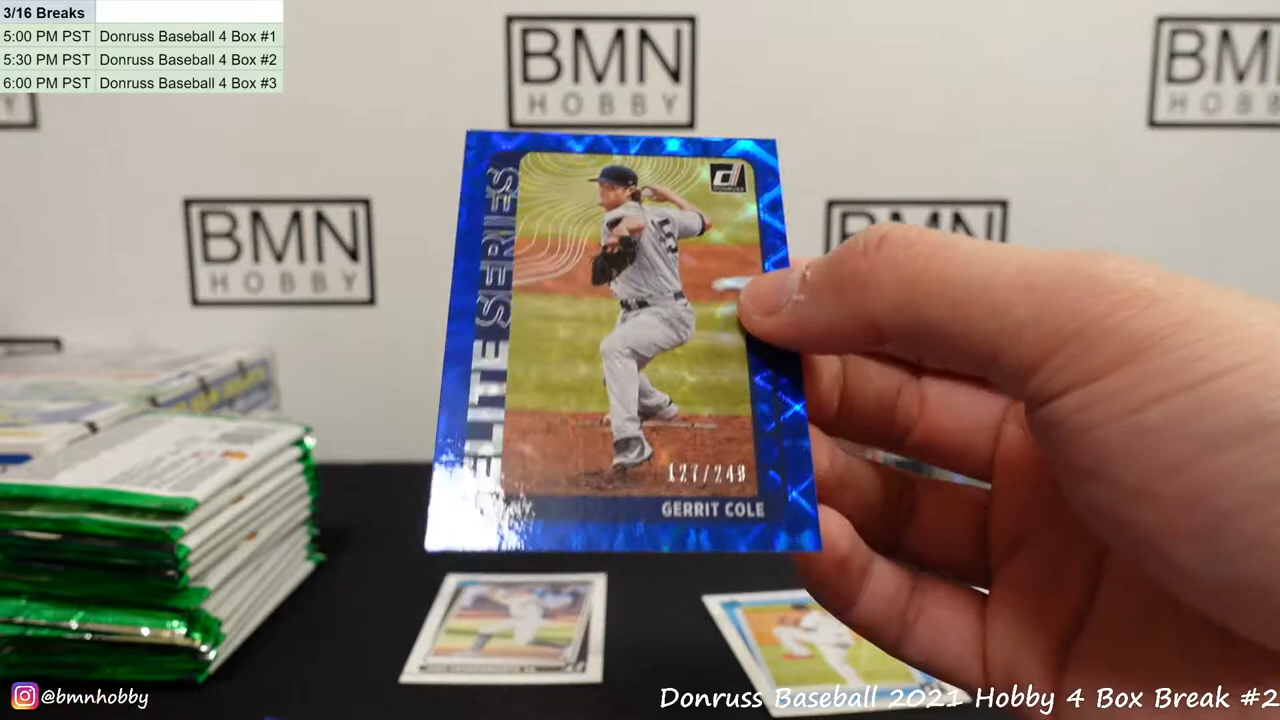 3/16 Breaks
5:00 PM PST Donruss Baseball 4 Box #1
5:30 PM PST Donruss Baseball 4 Box #2
6:00 PM PST Donruss Baseball 4 Box #3
BMN
HOBBY
BMN
HOBBY
BMN
HOBBY
BMN
ELITE SERIES
DONRUSS
127/249
GERRIT COLE
@bmnhobby
Donruss Baseball 2021 Hobby 4 Box Break #2